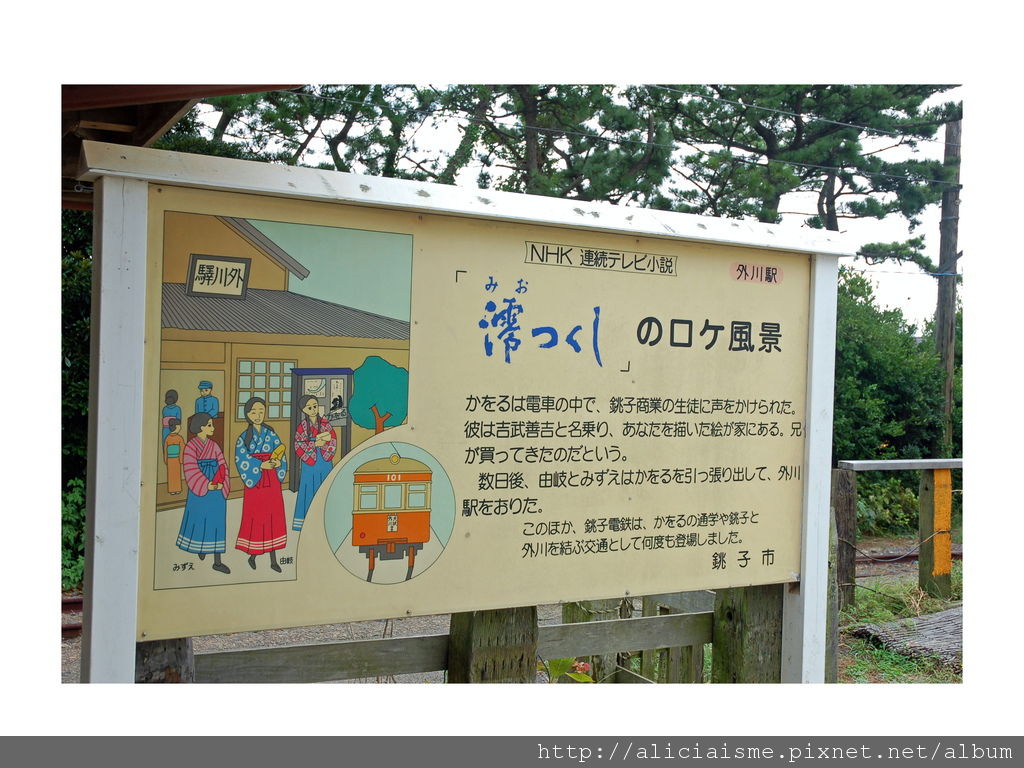 NHK 連続テレビ小説
外川駅
みお
「澪つくし」のロケ風景
かをるは電車の中で、銚子商業の生徒に声をかけられた。
彼は吉武善吉と名乗り、あなたを描いた絵が家にある。兄
が買ってきたのだという。
数日後、由岐とみずえはかをるを引っ張り出して、外川
駅をおりた。
このほか、銚子電鉄は、かをるの通学や銚子と
外川を結ぶ交通として何度も登場しました。
銚子市
驛川外
101
みずえ
由岐
http://aliciaisme.pixnet.net/album